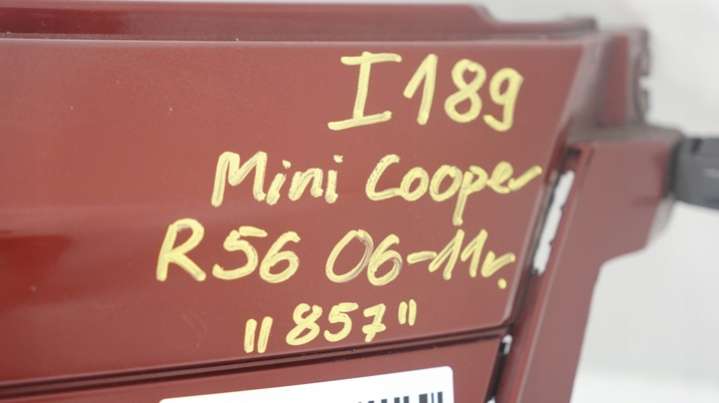 I189
Mini Cooper
R56 06-11r.
"857"